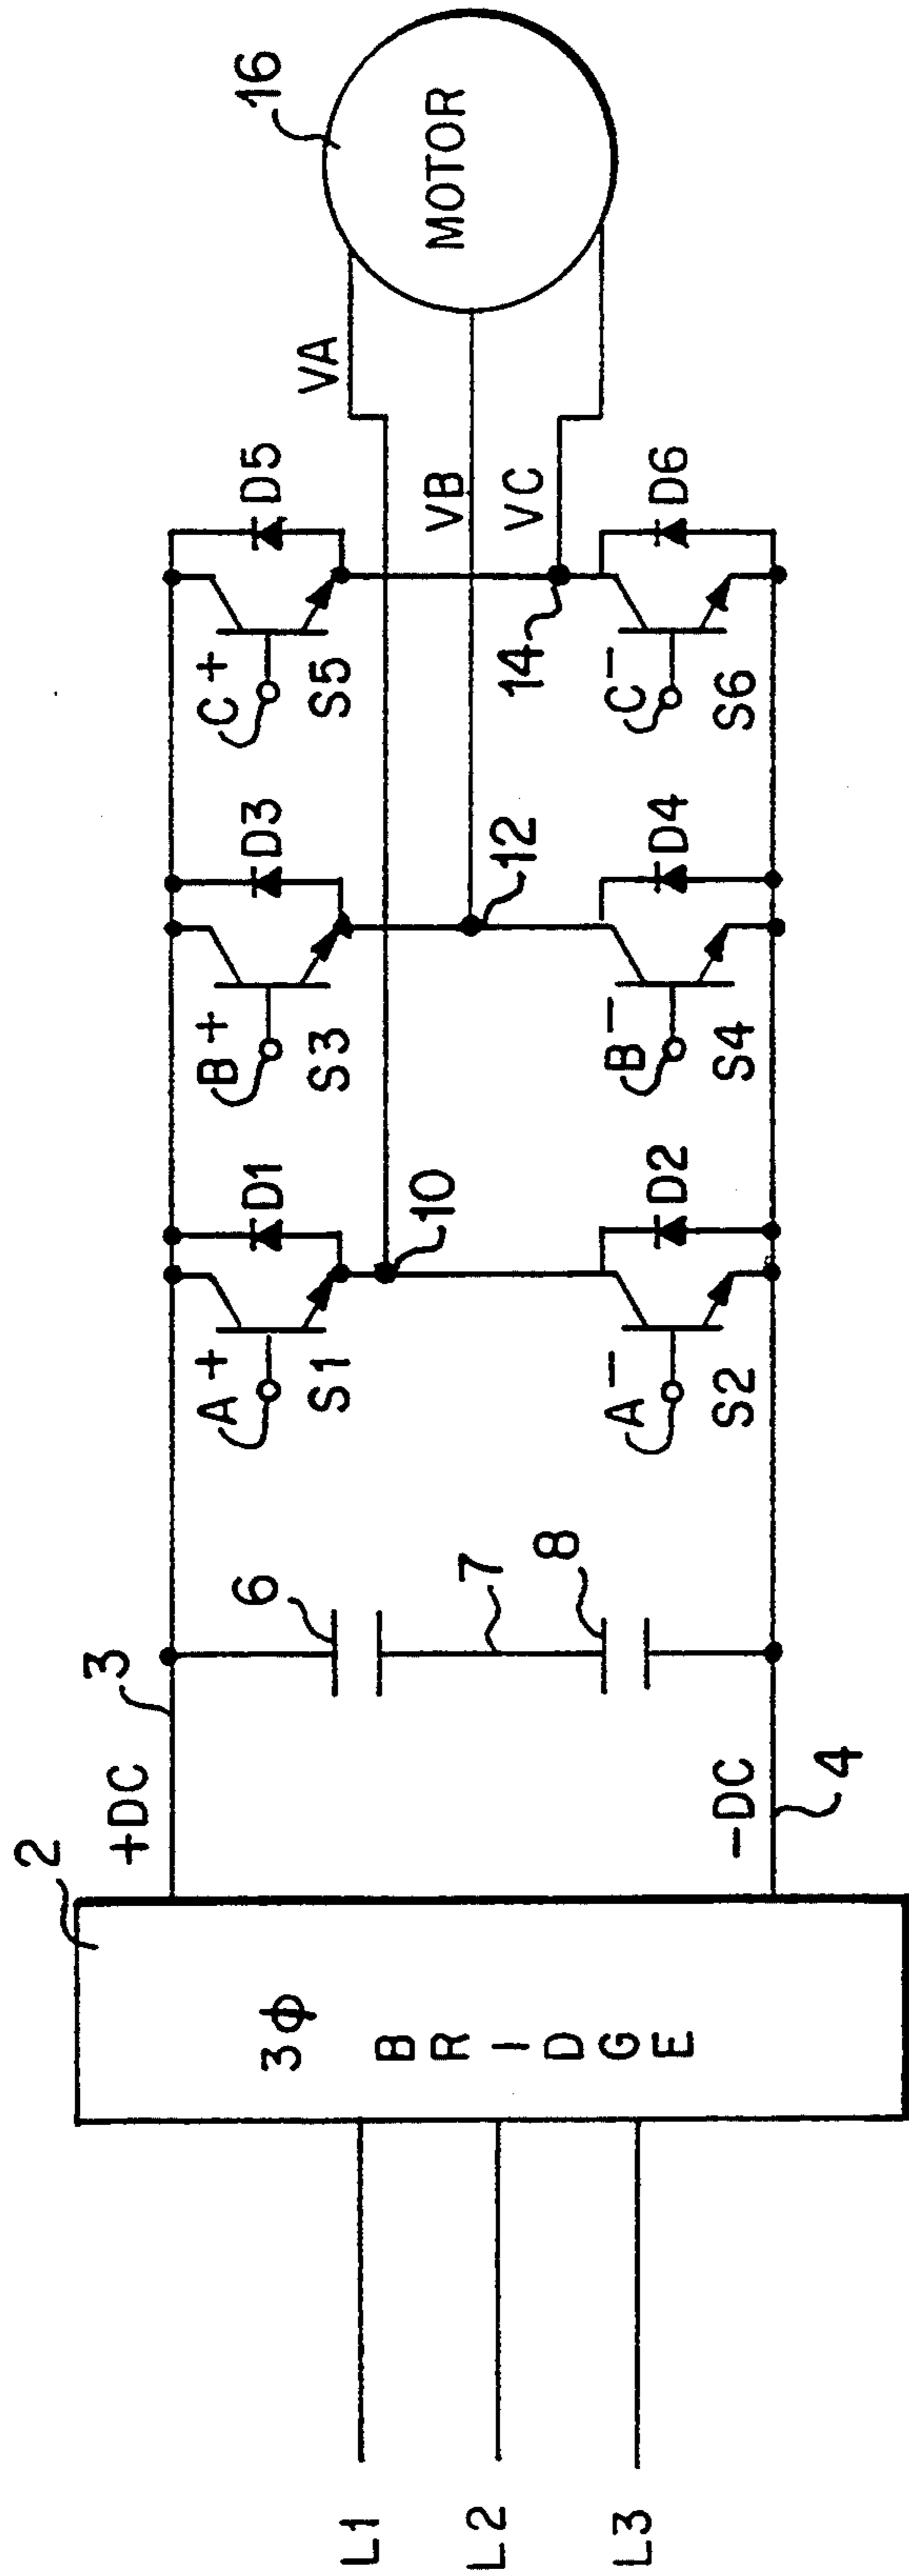 L1
L2
L3
2
3φ
BRIDGE
+DC
3
-DC
4
6
7
8
A+
S1
D1
10
A-
S2
D2
B+
S3
D3
12
B-
S4
D4
C+
S5
D5
14
C-
S6
D6
VA
VB
VC
16
MOTOR